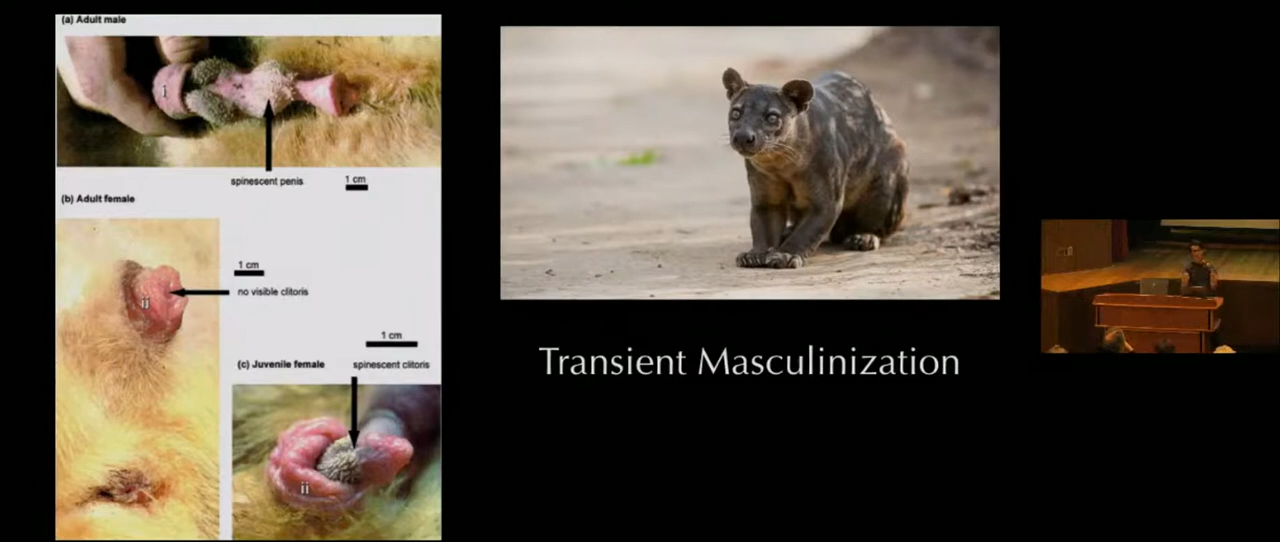 (a) Adult male
i
spinescent penis
1 cm
(b) Adult female
1 cm
ii
no visible clitoris
1 cm
(c) Juvenile female
spinescent clitoris
ii
Transient Masculinization